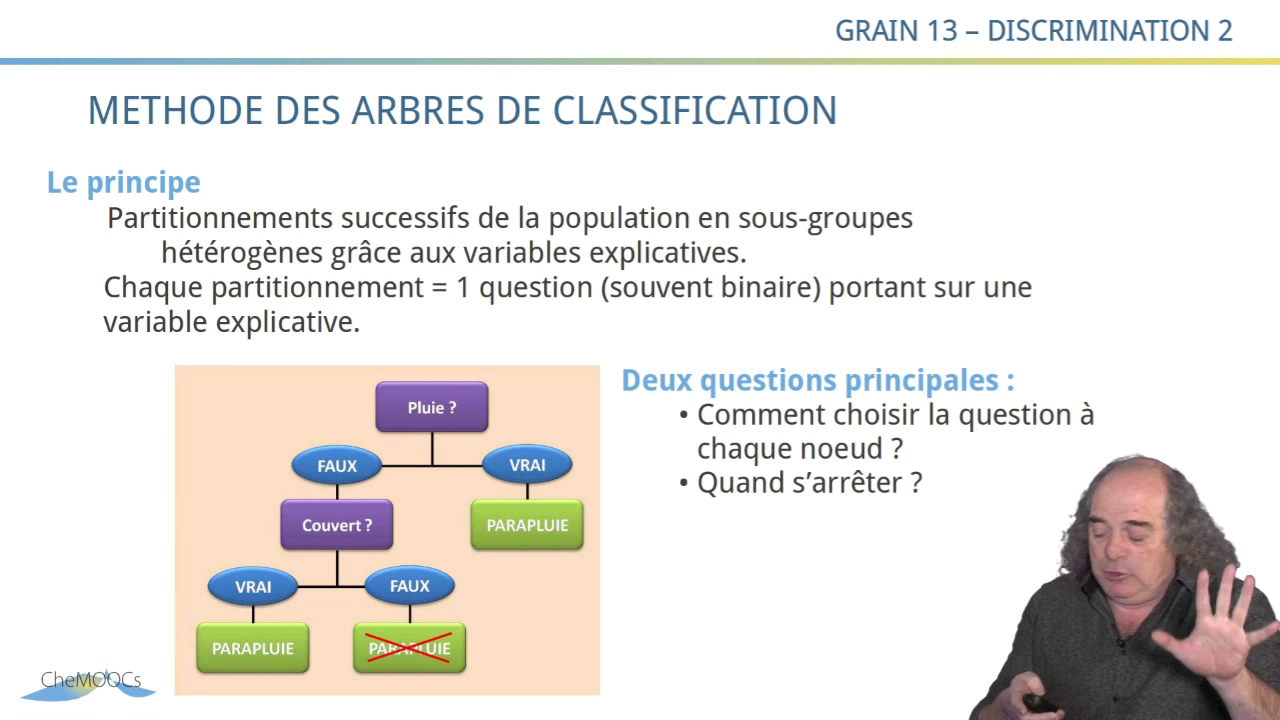 GRAIN 13 – DISCRIMINATION 2
METHODE DES ARBRES DE CLASSIFICATION
Le principe
Partitionnements successifs de la population en sous-groupes
hétérogènes grâce aux variables explicatives.
Chaque partitionnement = 1 question (souvent binaire) portant sur une
variable explicative.
Pluie ?
FAUX
VRAI
Couvert ?
PARAPLUIE
VRAI
FAUX
PARAPLUIE
PARAPLUIE
Deux questions principales :
• Comment choisir la question à
chaque noeud ?
• Quand s’arrêter ?
CheMOOCs